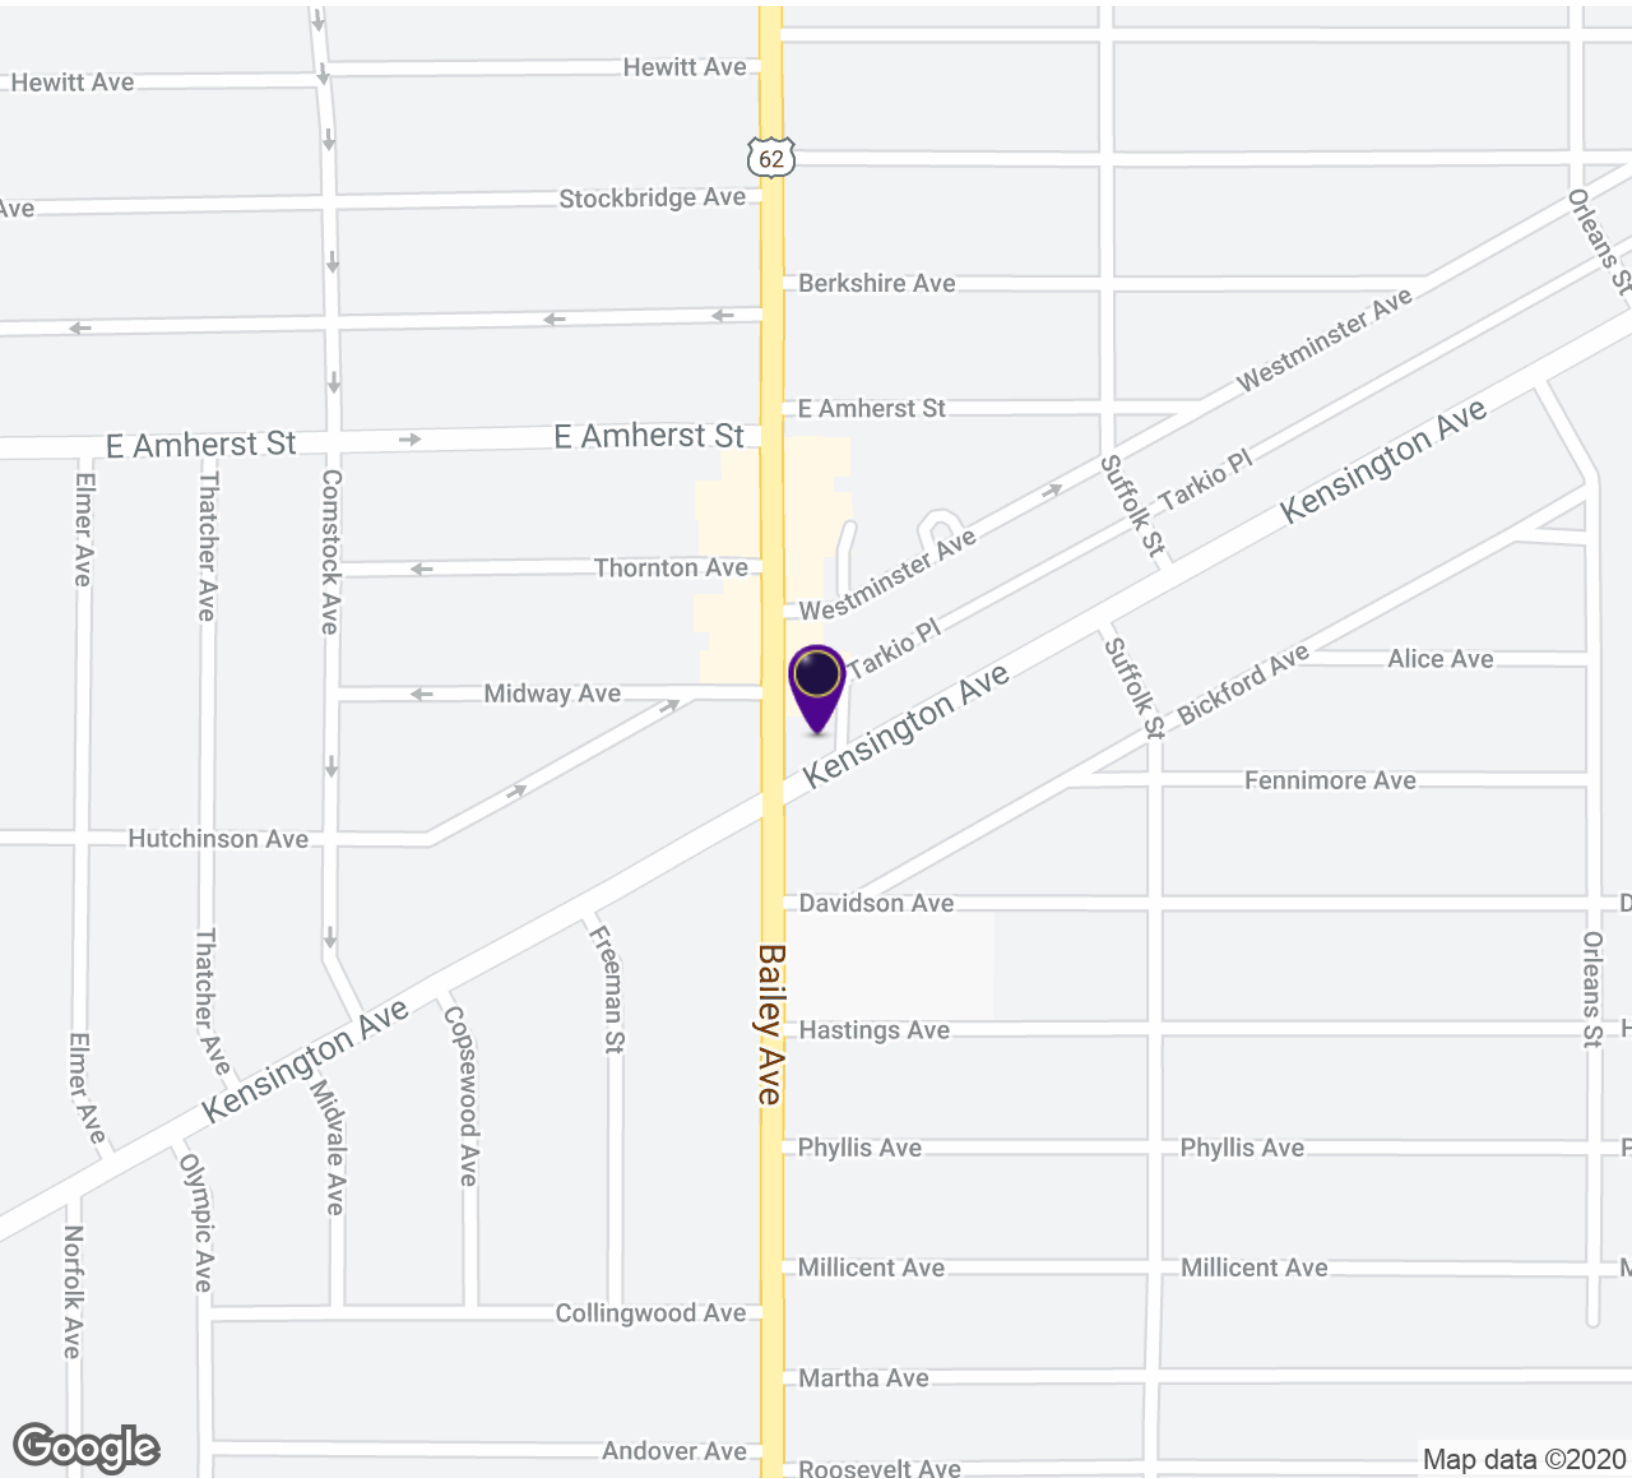 Hewitt Ave
Hewitt Ave
62
Stockbridge Ave
Ave
Orleans St
Berkshire Ave
Westminster Ave
E Amherst St
E Amherst St
E Amherst St
Kensington Ave
Elmer Ave
Thatcher Ave
Comstock Ave
Suffolk St
Tarkio Pl
Thornton Ave
Westminster Ave
Tarkio Pl
Alice Ave
Bickford Ave
Suffolk St
Midway Ave
Kensington Ave
Fennimore Ave
Hutchinson Ave
Davidson Ave
D
Thatcher Ave
Freeman St
Bailey Ave
Orleans St
Hastings Ave
H
Kensington Ave
Copsewood Ave
Elmer Ave
Midvale Ave
Phyllis Ave
Phyllis Ave
P
Olympic Ave
Norfolk Ave
Millicent Ave
Millicent Ave
M
Collingwood Ave
Martha Ave
Google
Andover Ave
Roosevelt Ave
Map data ©2020